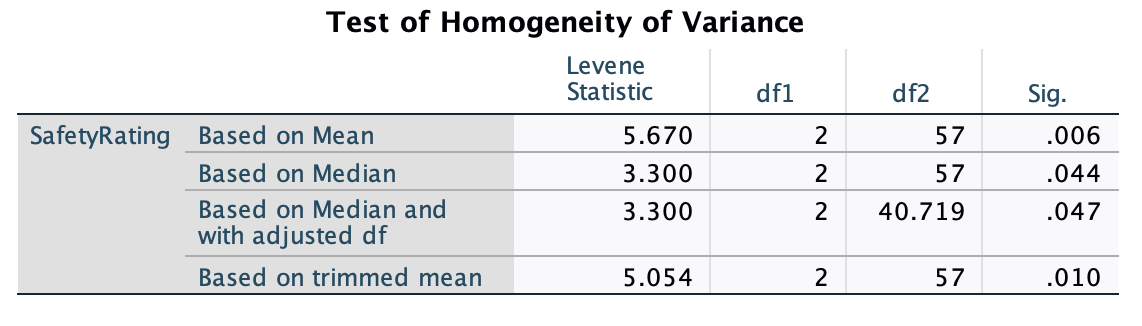 Test of Homogeneity of Variance
Levene
Statistic df1 df2 Sig.
SafetyRating Based on Mean 5.670 2 57 .006
Based on Median 3.300 2 57 .044
Based on Median and
with adjusted df 3.300 2 40.719 .047
Based on trimmed mean 5.054 2 57 .010